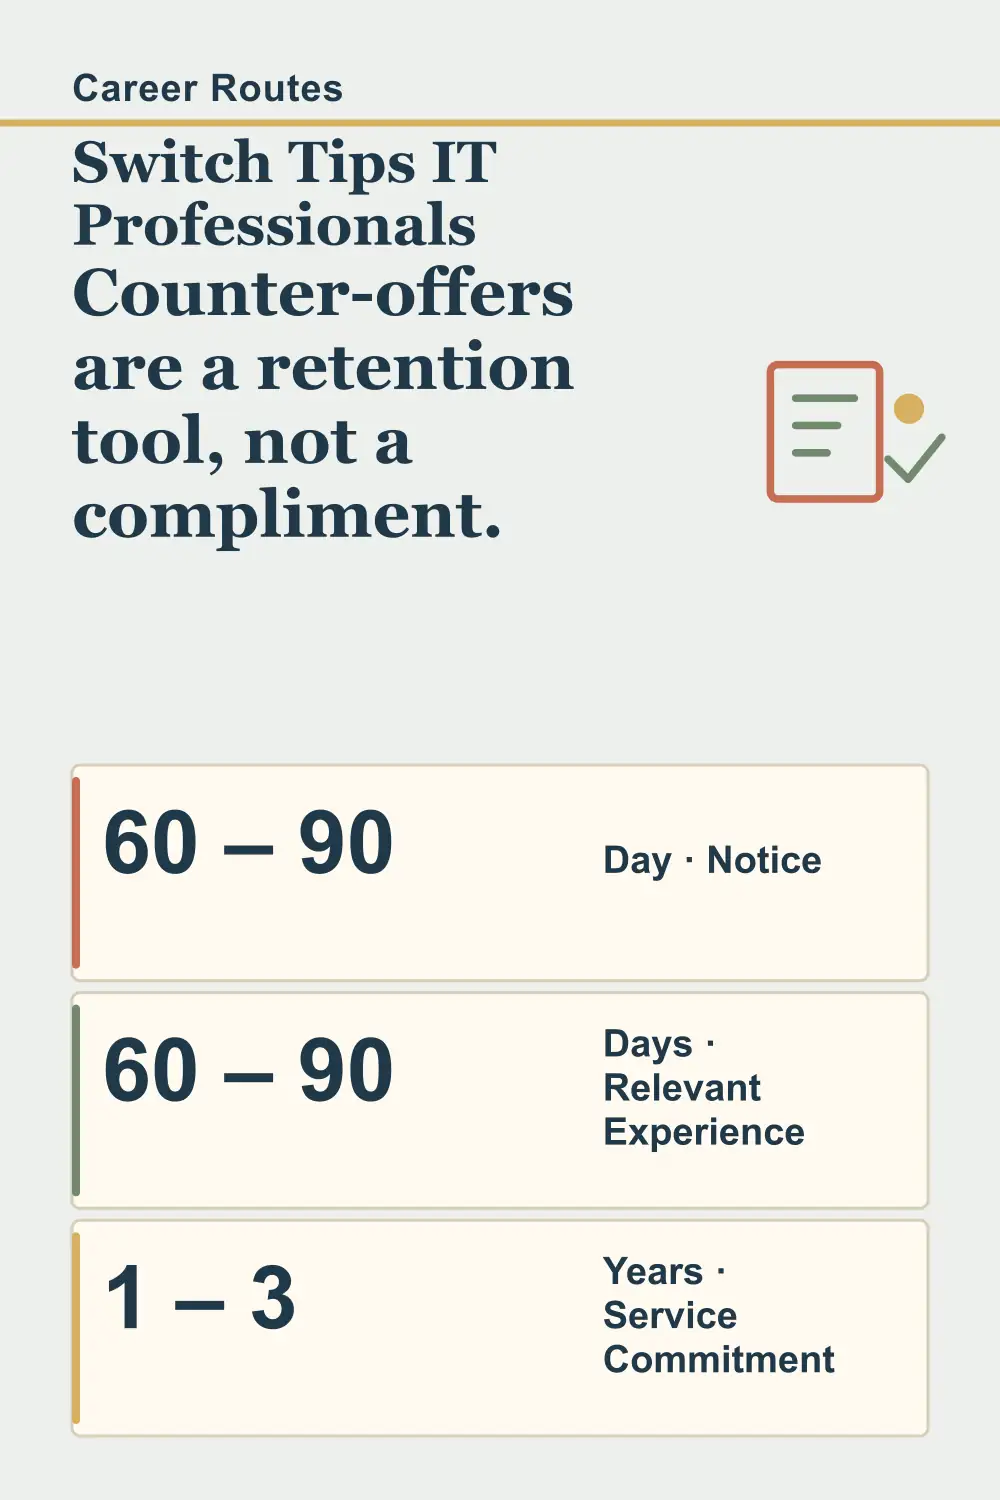 Career Routes
Switch Tips IT
Professionals
Counter-offers
are a retention
tool, not a
compliment.
60 – 90
Day · Notice
60 – 90
Days ·
Relevant
Experience
1 – 3
Years ·
Service
Commitment